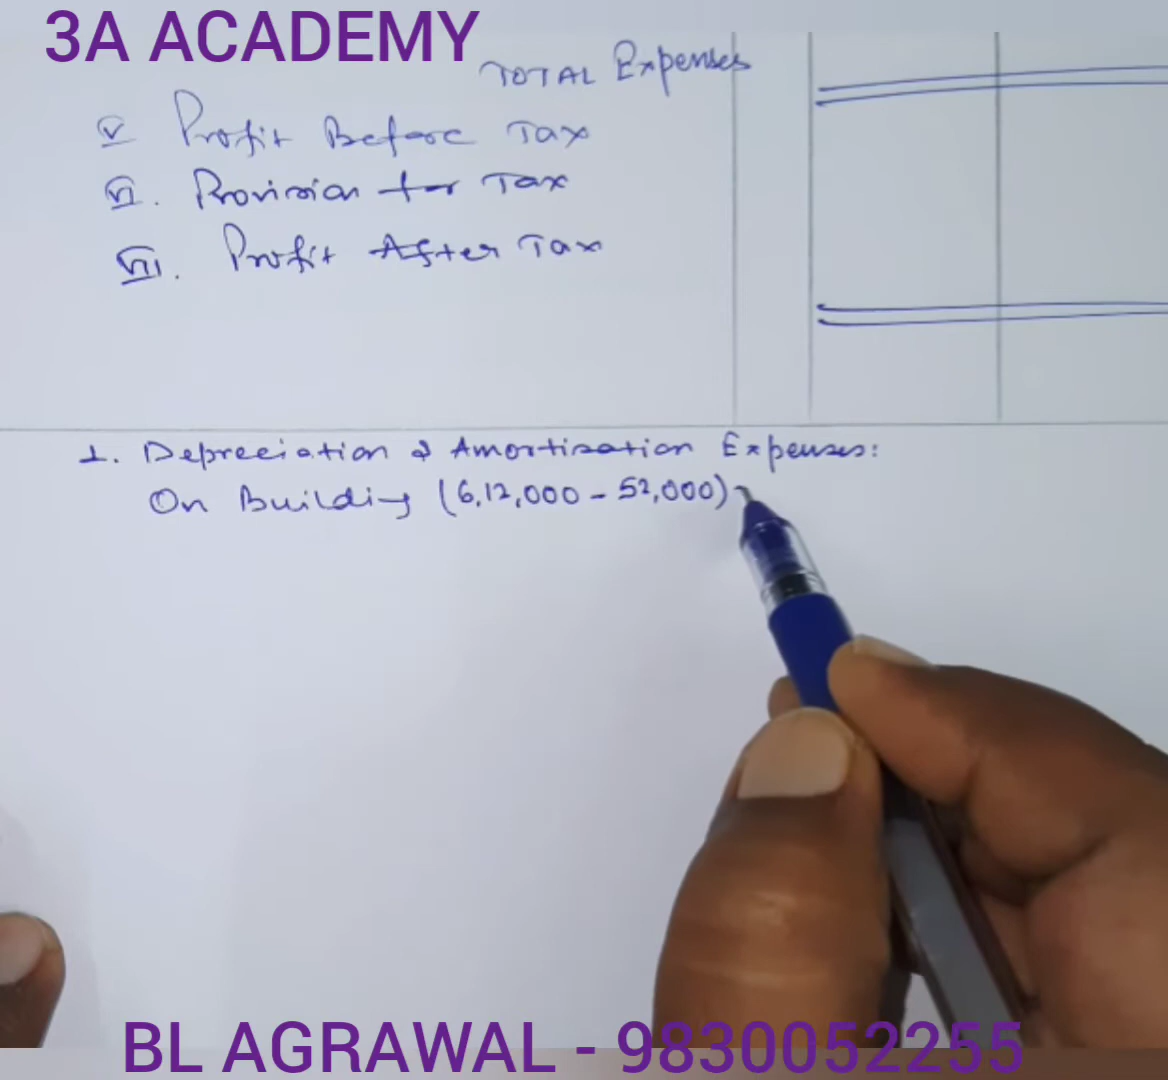 3A ACADEMY
TOTAL Expenses
V Profit Before Tax
VI. Provision for Tax
VII. Profit After Tax
1. Depreciation & Amortisation Expenses:
On Building (6,12,000 - 52,000)
BL AGRAWAL - 9830052255